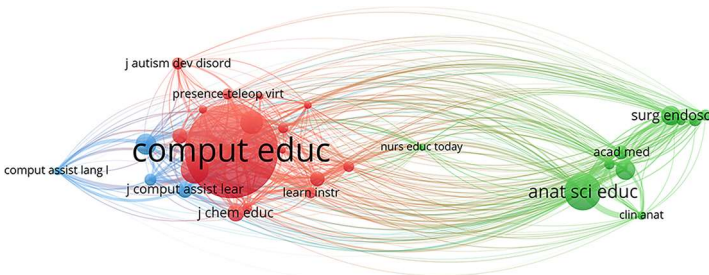 j autism dev disord
presence-teleop virt
surg endosc
comput educ
nurs educ today
acad med
comput assist lang l
j comput assist lear
learn instr
anat sci educ
j chem educ
clin anat